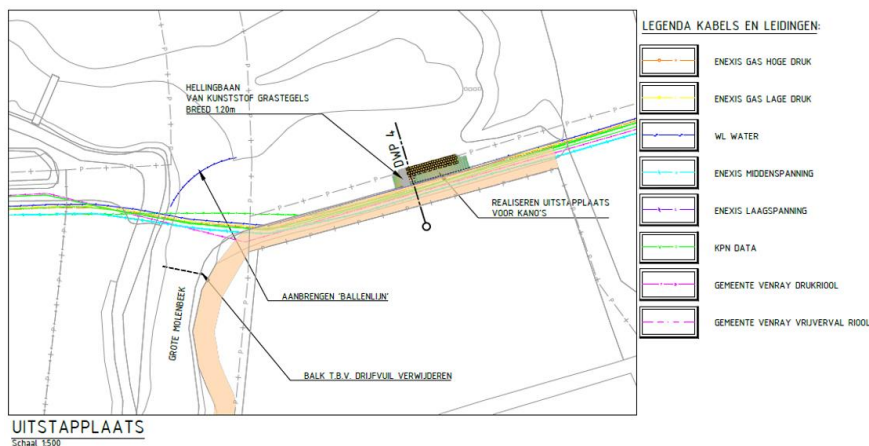 LEGENDA KABELS EN LEIDINGEN:
ENEXIS GAS HOGE DRUK
ENEXIS GAS LAGE DRUK
WL WATER
ENEXIS MIDDENSPANNING
ENEXIS LAAGSPANNING
KPN DATA
GEMEENTE VENRAY DRUKRIOOL
GEMEENTE VENRAY VRIJVERVAL RIOOL
HELLINGBAAN
VAN KUNSTSTOF GRASTEGELS
BREED 1.20m
DWP 4
REALISEREN UITSTAPPLAATS
VOOR KANO'S
AANBRENGEN 'BALLENLIJN'
GROTE MOLENBEEK
BALK T.B.V. DRIJFVUIL VERWIJDEREN
UITSTAPPLAATS
Schaal 1:500